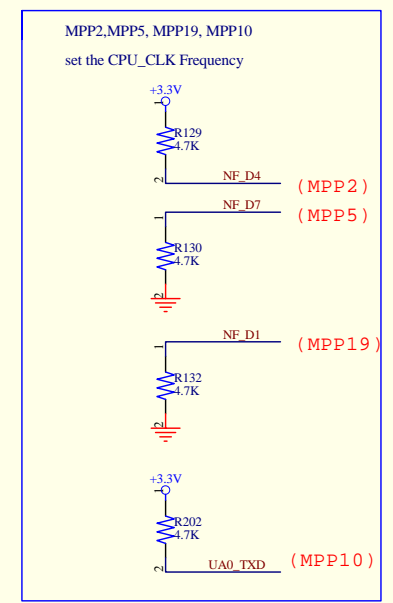 MPP2,MPP5, MPP19, MPP10
set the CPU_CLK Frequency
+3.3V
1
R129
4.7K
2
NF_D4
(MPP2)
NF_D7
(MPP5)
1
R130
4.7K
2
NF_D1
(MPP19)
1
R132
4.7K
2
+3.3V
1
R202
4.7K
2
UA0_TXD
(MPP10)